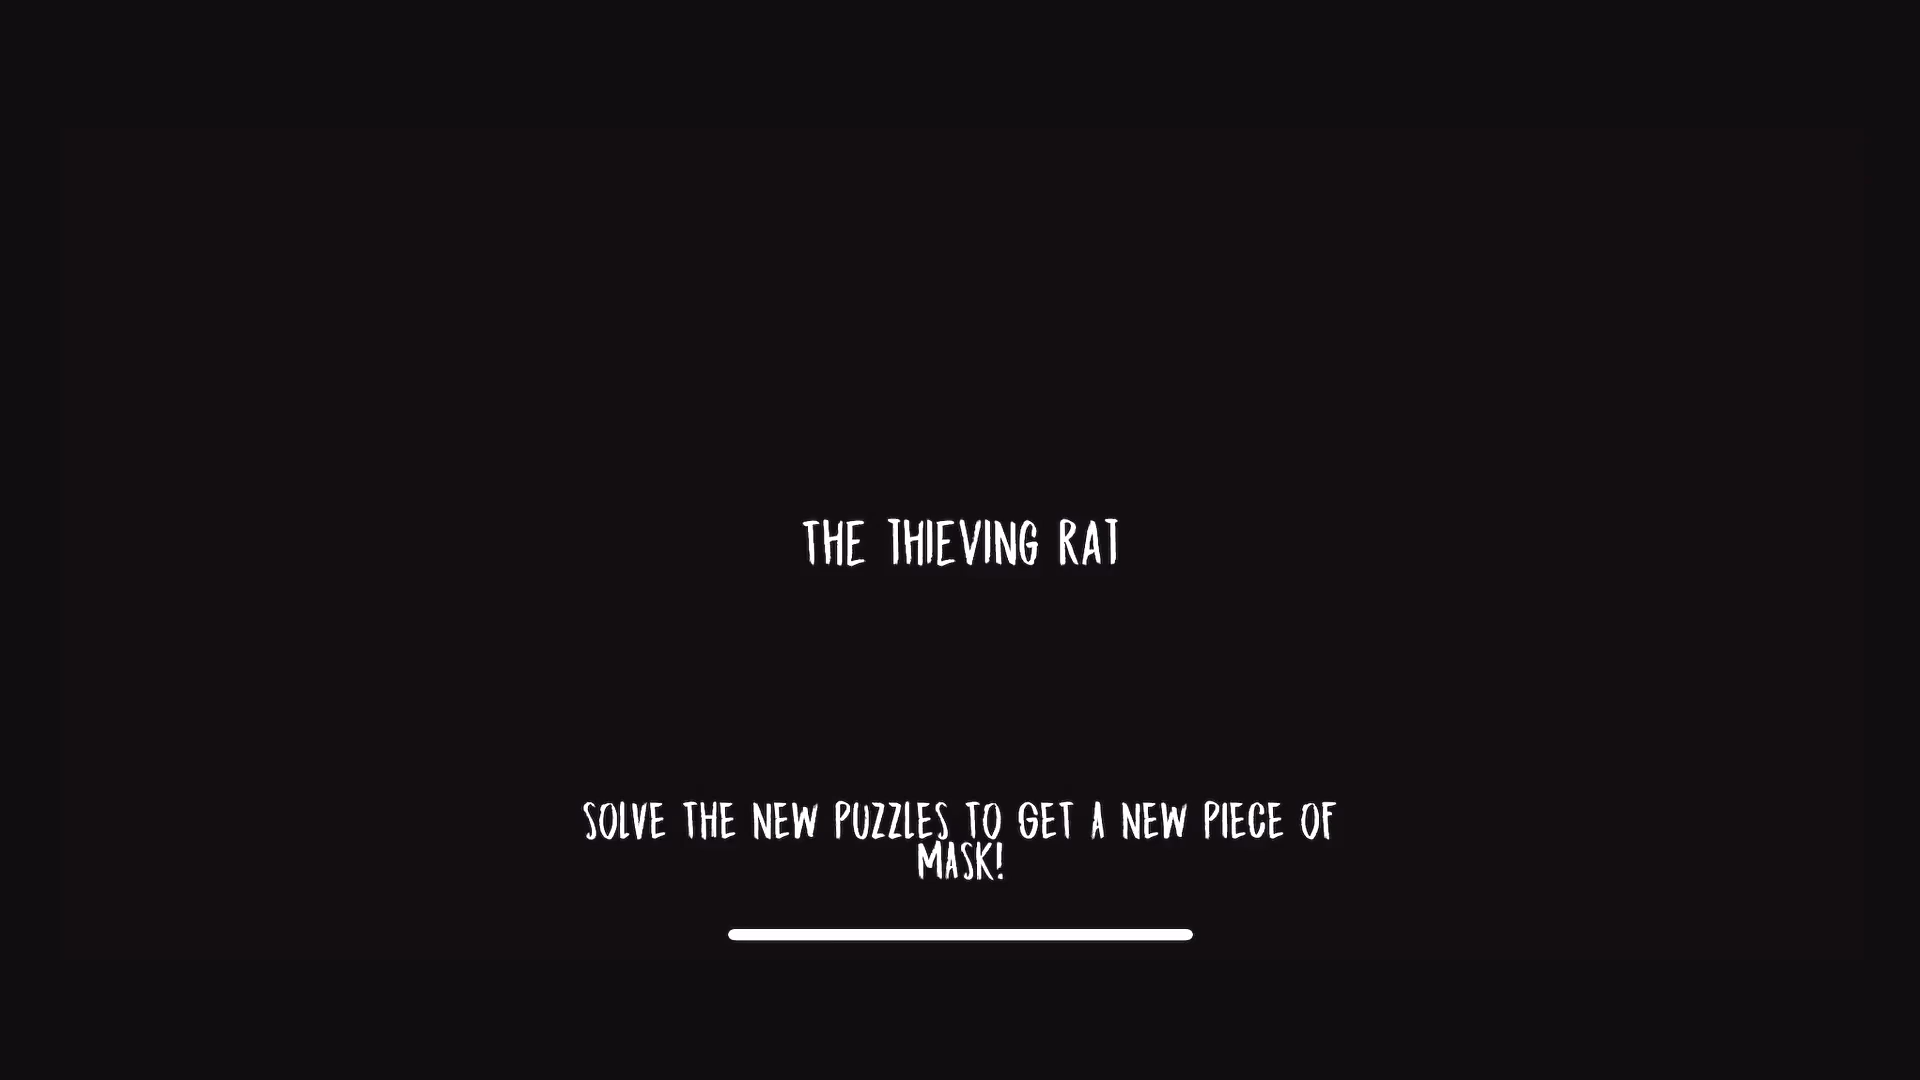 THE THIEVING RAT
SOLVE THE NEW PUZZLES TO GET A NEW PIECE OF
MASK!